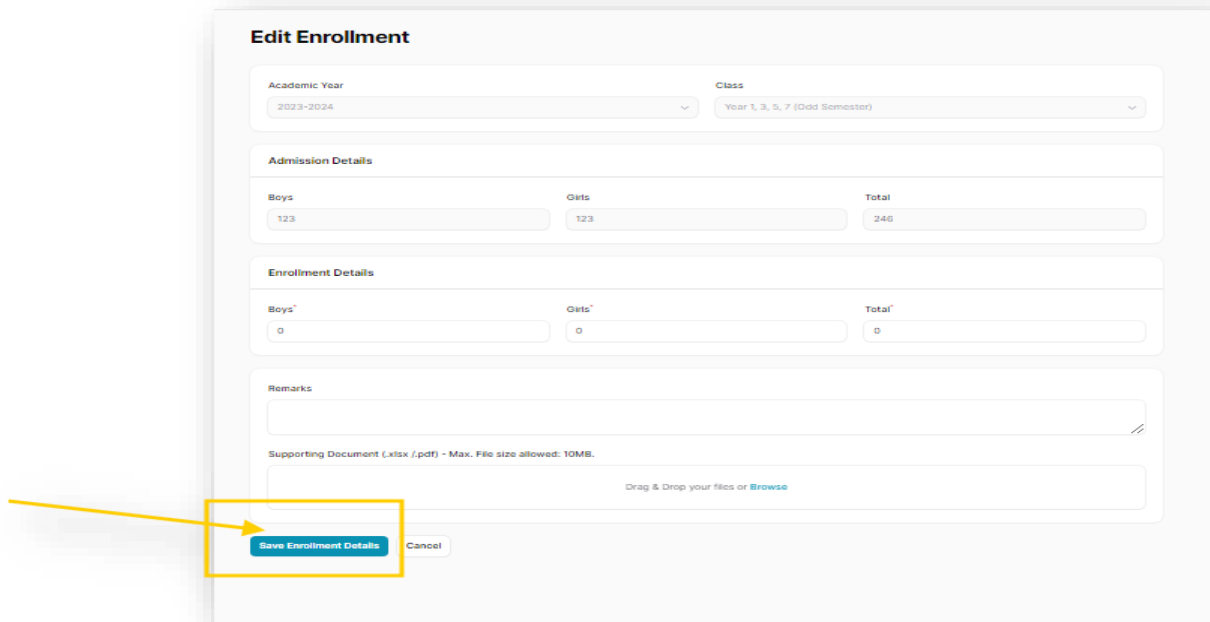 Edit Enrollment
Academic Year Class
2023-2024 Year 1, 3, 5, 7 (Odd Semester)
Admission Details
Boys Girls Total
123 123 246
Enrollment Details
Boys* Girls* Total*
0 0 0
Remarks
Supporting Document (.xlsx /.pdf) - Max. File size allowed: 10MB.
Drag & Drop your files or Browse
Save Enrollment Details Cancel